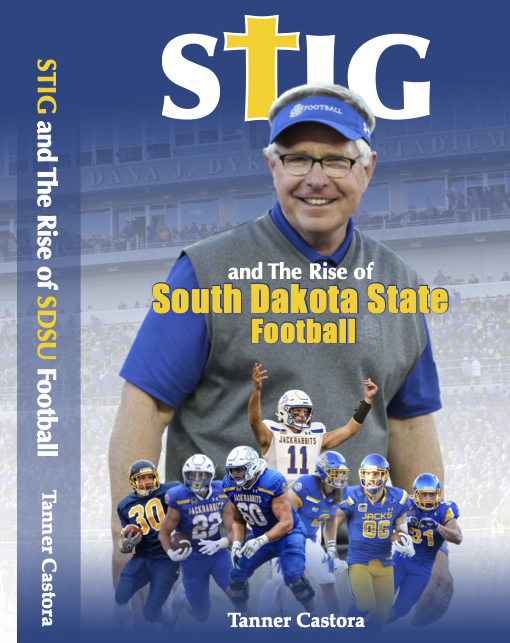 STIG and The Rise of SDSU Football
Tanner Castora
STIG
FOOTBALL
DANA J. DYKHOUSE STADIUM
and The Rise of
South Dakota State
Football
JACKRABBITS
11
30
JACKRABBITS
22
JACKRABBITS
60
JACKS
86
81
Tanner Castora